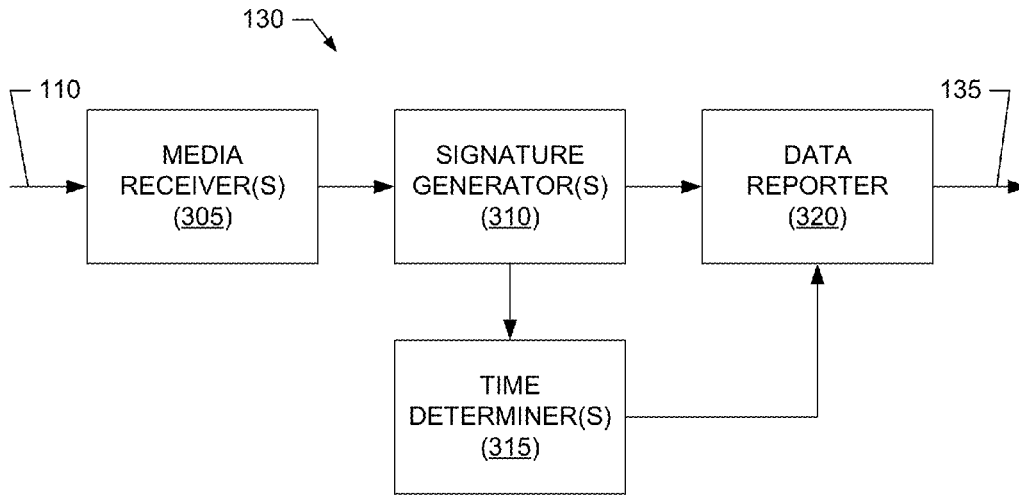 130
110
135
MEDIA
RECEIVER(S)
(305)
SIGNATURE
GENERATOR(S)
(310)
DATA
REPORTER
(320)
TIME
DETERMINER(S)
(315)